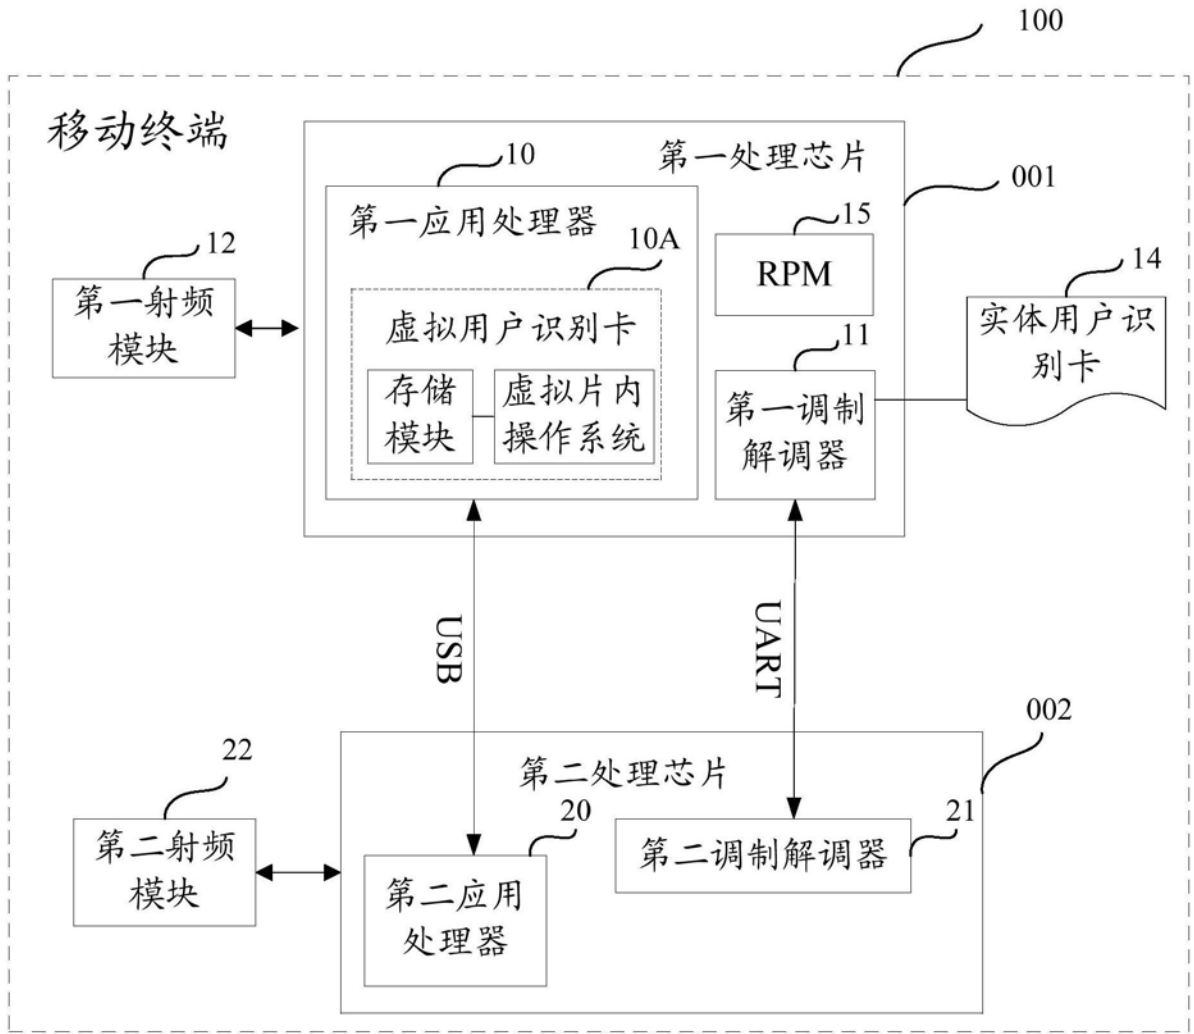 100
移动终端
第一处理芯片
001
10
第一应用处理器
15
RPM
12
第一射频
模块
10A
虚拟用户识别卡
存储
模块
虚拟片内
操作系统
11
第一调制
解调器
14
实体用户识
别卡
USB
UART
002
第二处理芯片
22
第二射频
模块
20
第二应用
处理器
21
第二调制解调器